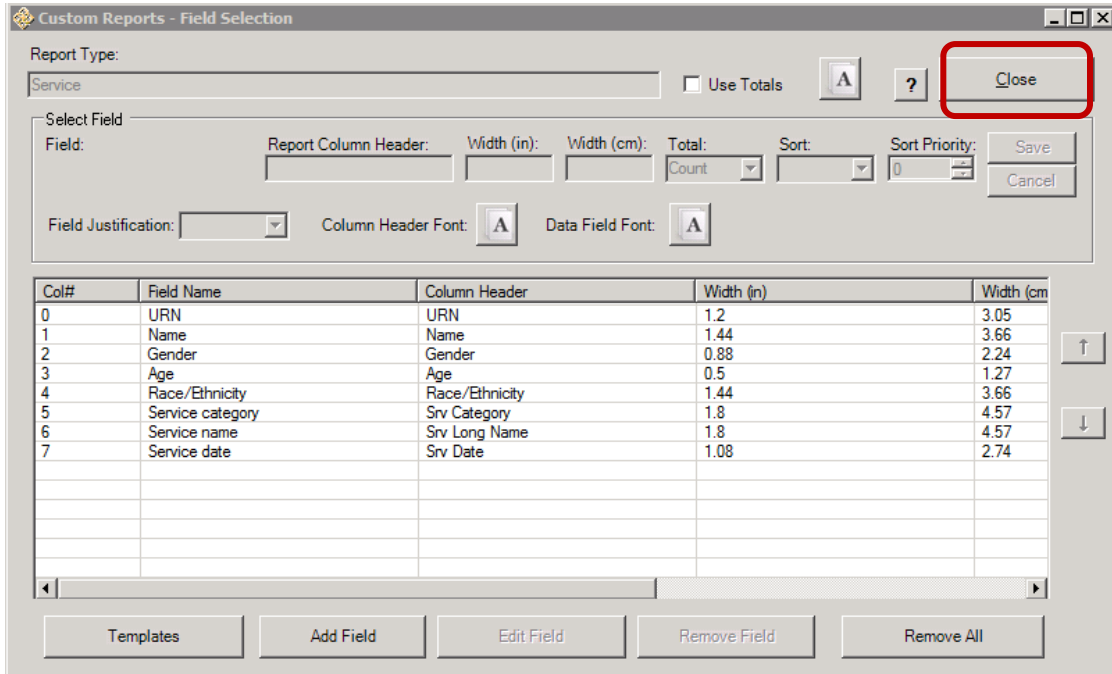 Custom Reports - Field Selection
Report Type:
Service
Use Totals
A
?
Close
Select Field
Field:
Report Column Header:
Width (in):
Width (cm):
Total:
Sort:
Sort Priority:
Count
0
Save
Cancel
Field Justification:
Column Header Font:
A
Data Field Font:
A
Col# Field Name Column Header Width (in) Width (cm
0 URN URN 1.2 3.05
1 Name Name 1.44 3.66
2 Gender Gender 0.88 2.24
3 Age Age 0.5 1.27
4 Race/Ethnicity Race/Ethnicity 1.44 3.66
5 Service category Srv Category 1.8 4.57
6 Service name Srv Long Name 1.8 4.57
7 Service date Srv Date 1.08 2.74
Templates
Add Field
Edit Field
Remove Field
Remove All